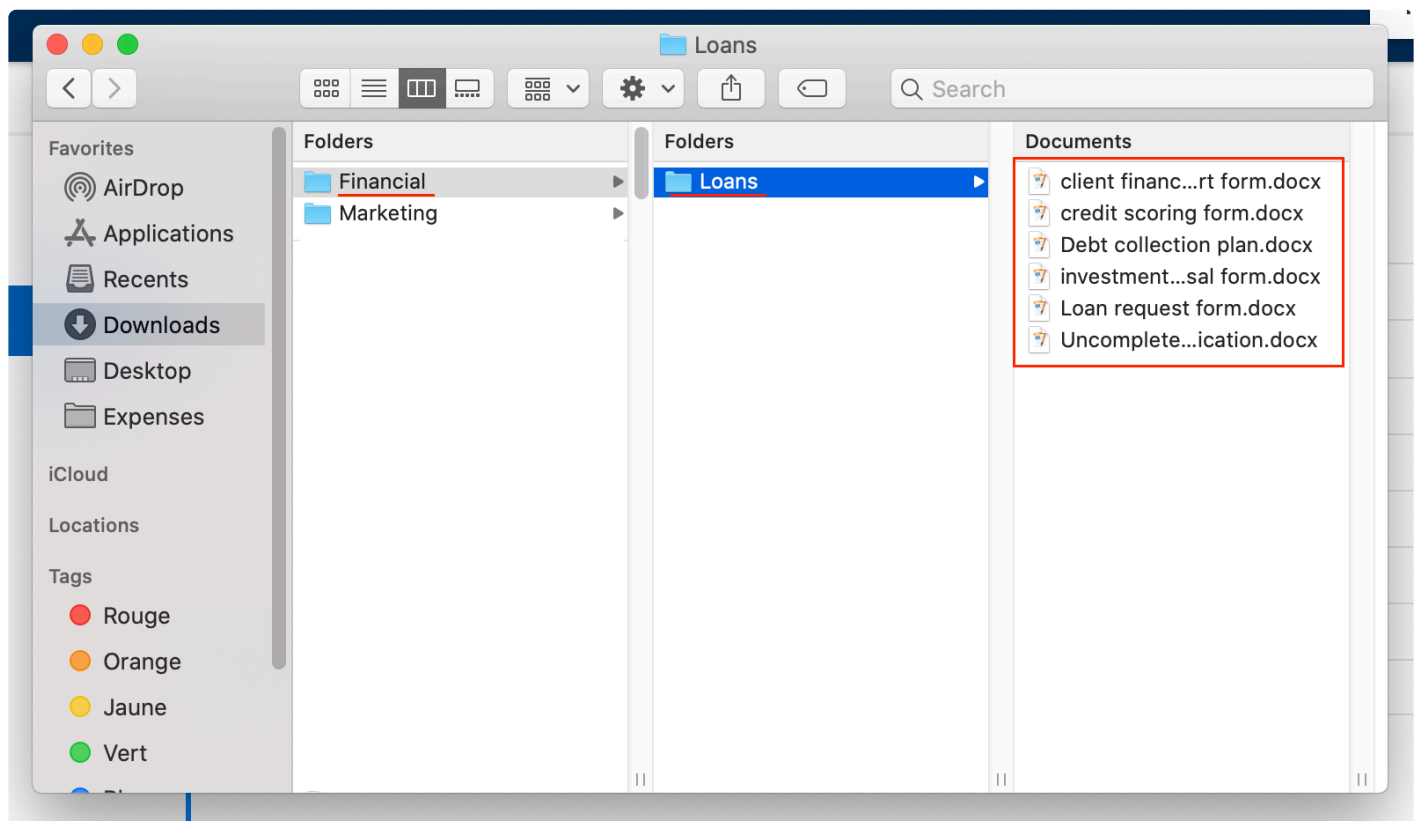 Loans
Search
Favorites
AirDrop
Applications
Recents
Downloads
Desktop
Expenses
iCloud
Locations
Tags
Rouge
Orange
Jaune
Vert
Folders
Financial
Marketing
Folders
Loans
Documents
client financ...rt form.docx
credit scoring form.docx
Debt collection plan.docx
investment...sal form.docx
Loan request form.docx
Uncomplete...ication.docx